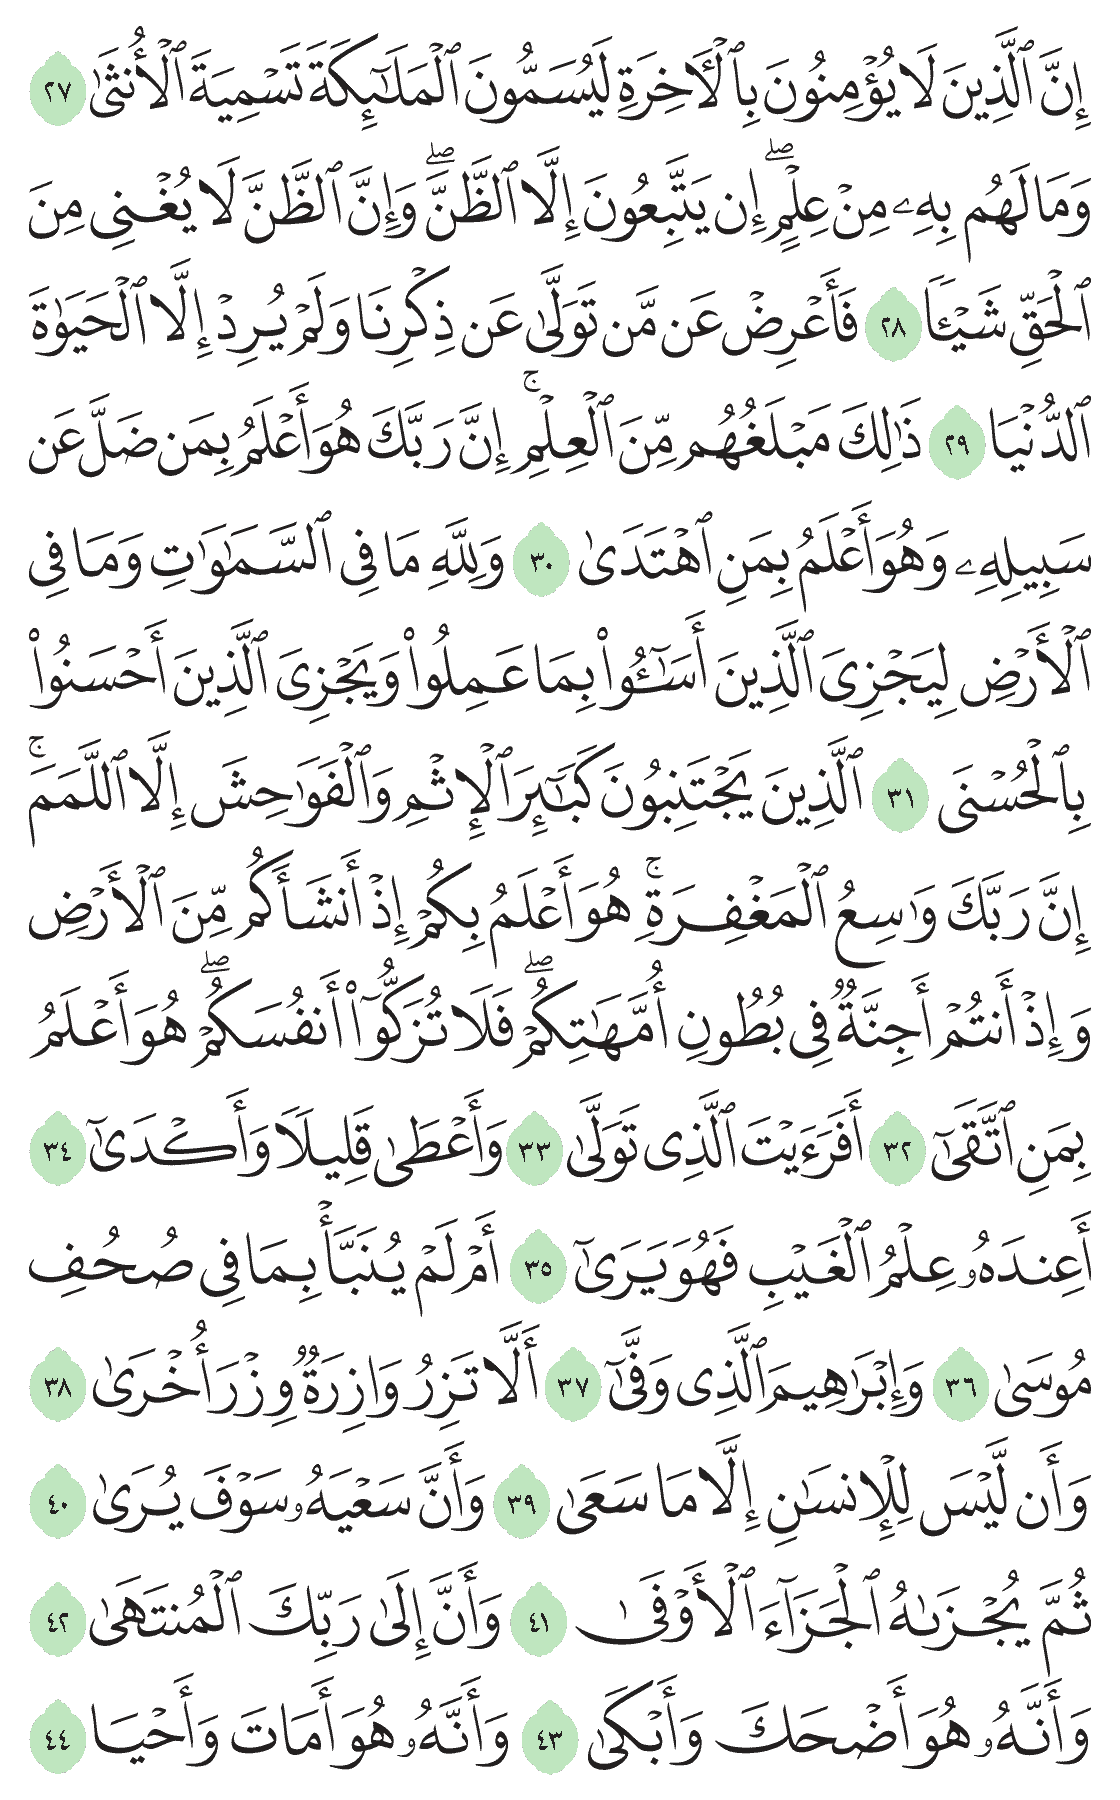 إِنَّ ٱلَّذِينَ لَا يُؤْمِنُونَ بِٱلْأَخِرَةِ لَيُسَمُّونَ ٱلْمَلَٰٓئِكَةَ تَسْمِيَةَ ٱلْأُنثَىٰ ٢٧
وَمَا لَهُم بِهِۦ مِنْ عِلْمٍ ۖ إِن يَتَّبِعُونَ إِلَّا ٱلظَّنَّ ۖ وَإِنَّ ٱلظَّنَّ لَا يُغْنِى مِنَ
ٱلْحَقِّ شَيْـًٔا ٢٨ فَأَعْرِضْ عَن مَّن تَوَلَّىٰ عَن ذِكْرِنَا وَلَمْ يُرِدْ إِلَّا ٱلْحَيَوٰةَ
ٱلدُّنْيَا ٢٩ ذَٰلِكَ مَبْلَغُهُم مِّنَ ٱلْعِلْمِ ۚ إِنَّ رَبَّكَ هُوَ أَعْلَمُ بِمَن ضَلَّ عَن
سَبِيلِهِۦ وَهُوَ أَعْلَمُ بِمَنِ ٱهْتَدَىٰ ٣٠ وَلِلَّهِ مَا فِى ٱلسَّمَٰوَٰتِ وَمَا فِى
ٱلْأَرْضِ لِيَجْزِىَ ٱلَّذِينَ أَسَٰٓـُٔوا۟ بِمَا عَمِلُوا۟ وَيَجْزِىَ ٱلَّذِينَ أَحْسَنُوا۟
بِٱلْحُسْنَى ٣١ ٱلَّذِينَ يَجْتَنِبُونَ كَبَٰٓئِرَ ٱلْإِثْمِ وَٱلْفَوَٰحِشَ إِلَّا ٱللَّمَمَ ۚ
إِنَّ رَبَّكَ وَٰسِعُ ٱلْمَغْفِرَةِ ۚ هُوَ أَعْلَمُ بِكُمْ إِذْ أَنشَأَكُم مِّنَ ٱلْأَرْضِ
وَإِذْ أَنتُمْ أَجِنَّةٌ فِى بُطُونِ أُمَّهَٰتِكُمْ ۖ فَلَا تُزَكُّوٓا۟ أَنفُسَكُمْ ۖ هُوَ أَعْلَمُ
بِمَنِ ٱتَّقَىٰٓ ٣٢ أَفَرَءَيْتَ ٱلَّذِى تَوَلَّىٰ ٣٣ وَأَعْطَىٰ قَلِيلًا وَأَكْدَىٰٓ ٣٤
أَعِندَهُۥ عِلْمُ ٱلْغَيْبِ فَهُوَ يَرَىٰٓ ٣٥ أَمْ لَمْ يُنَبَّأْ بِمَا فِى صُحُفِ
مُوسَىٰ ٣٦ وَإِبْرَٰهِيمَ ٱلَّذِى وَفَّىٰٓ ٣٧ أَلَّا تَزِرُ وَازِرَةٌ وِزْرَ أُخْرَىٰ ٣٨
وَأَن لَّيْسَ لِلْإِنسَٰنِ إِلَّا مَا سَعَىٰ ٣٩ وَأَنَّ سَعْيَهُۥ سَوْفَ يُرَىٰ ٤٠
ثُمَّ يُجْزَىٰهُ ٱلْجَزَآءَ ٱلْأَوْفَىٰ ٤١ وَأَنَّ إِلَىٰ رَبِّكَ ٱلْمُنتَهَىٰ ٤٢
وَأَنَّهُۥ هُوَ أَضْحَكَ وَأَبْكَىٰ ٤٣ وَأَنَّهُۥ هُوَ أَمَاتَ وَأَحْيَا ٤٤